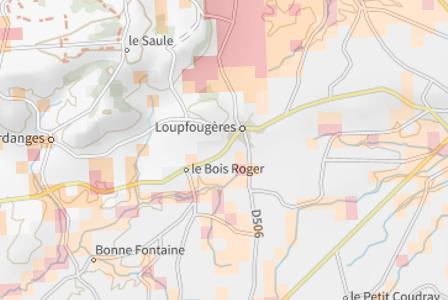 le Saule
Loupfougères
rdanges
le Bois Roger
D506
Bonne Fontaine
le Petit Coudray